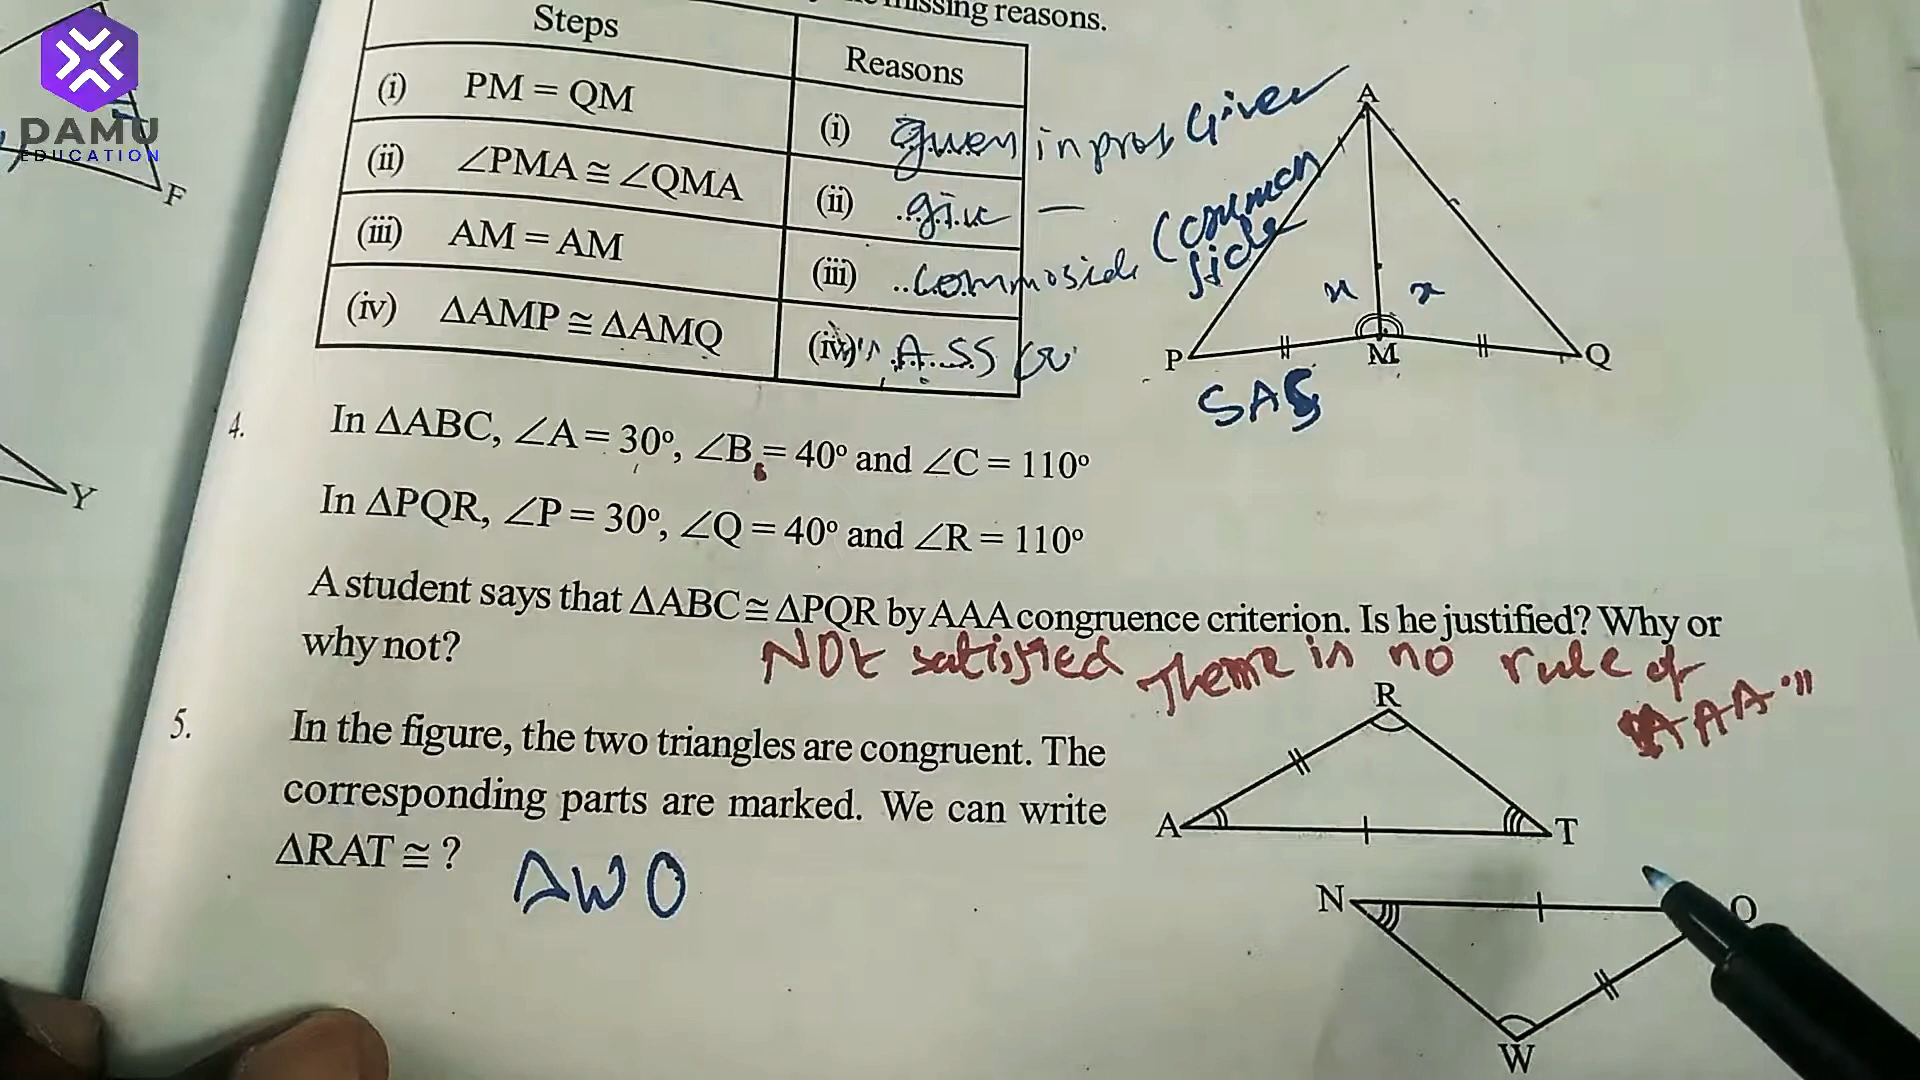 DAMU
EDUCATION
F
Y
missing reasons.
Steps
Reasons
(i) PM = QM
(i) given in pros Given
(ii) ∠PMA ≅ ∠QMA
(ii) giv
(iii) AM = AM
(iii) common side (common side
(iv) ΔAMP ≅ ΔAMQ
(iv) A.SS
A
x x
P M Q
SAS
4. In ΔABC, ∠A = 30°, ∠B = 40° and ∠C = 110°
In ΔPQR, ∠P = 30°, ∠Q = 40° and ∠R = 110°
A student says that ΔABC ≅ ΔPQR by AAA congruence criterion. Is he justified? Why or
why not?
NOt satisfied There is no rule of
"AAA"
5. In the figure, the two triangles are congruent. The
corresponding parts are marked. We can write
ΔRAT ≅ ?
ΔWO
R
A T
N O
W